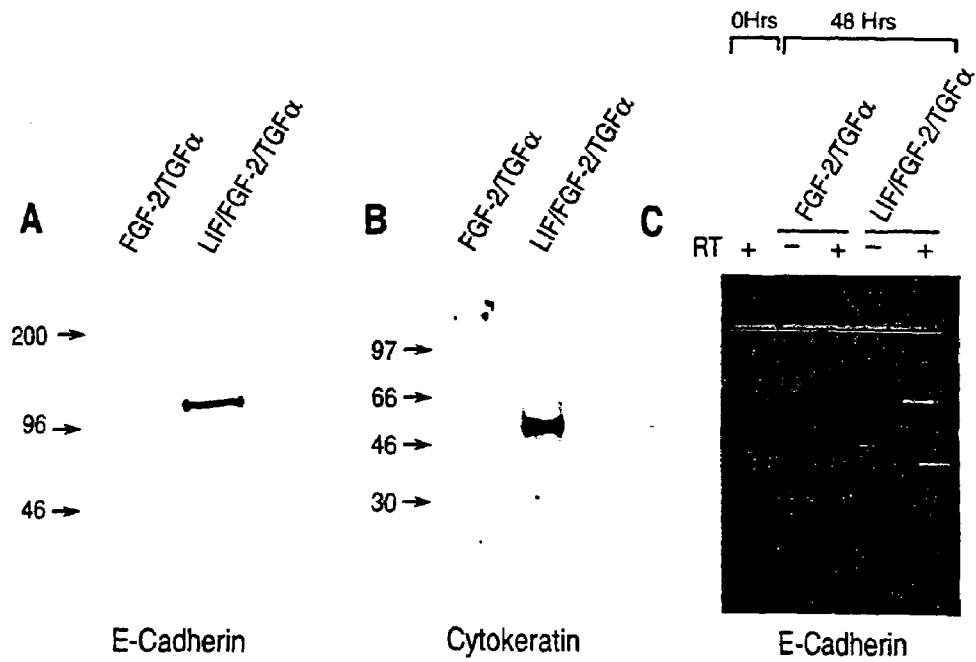 0Hrs 48 Hrs
A FGF-2/TGFα LIF/FGF-2/TGFα
B FGF-2/TGFα LIF/FGF-2/TGFα
C FGF-2/TGFα LIF/FGF-2/TGFα
RT + − + − +
200 →
96 →
46 →
97 →
66 →
46 →
30 →
E-Cadherin
Cytokeratin
E-Cadherin